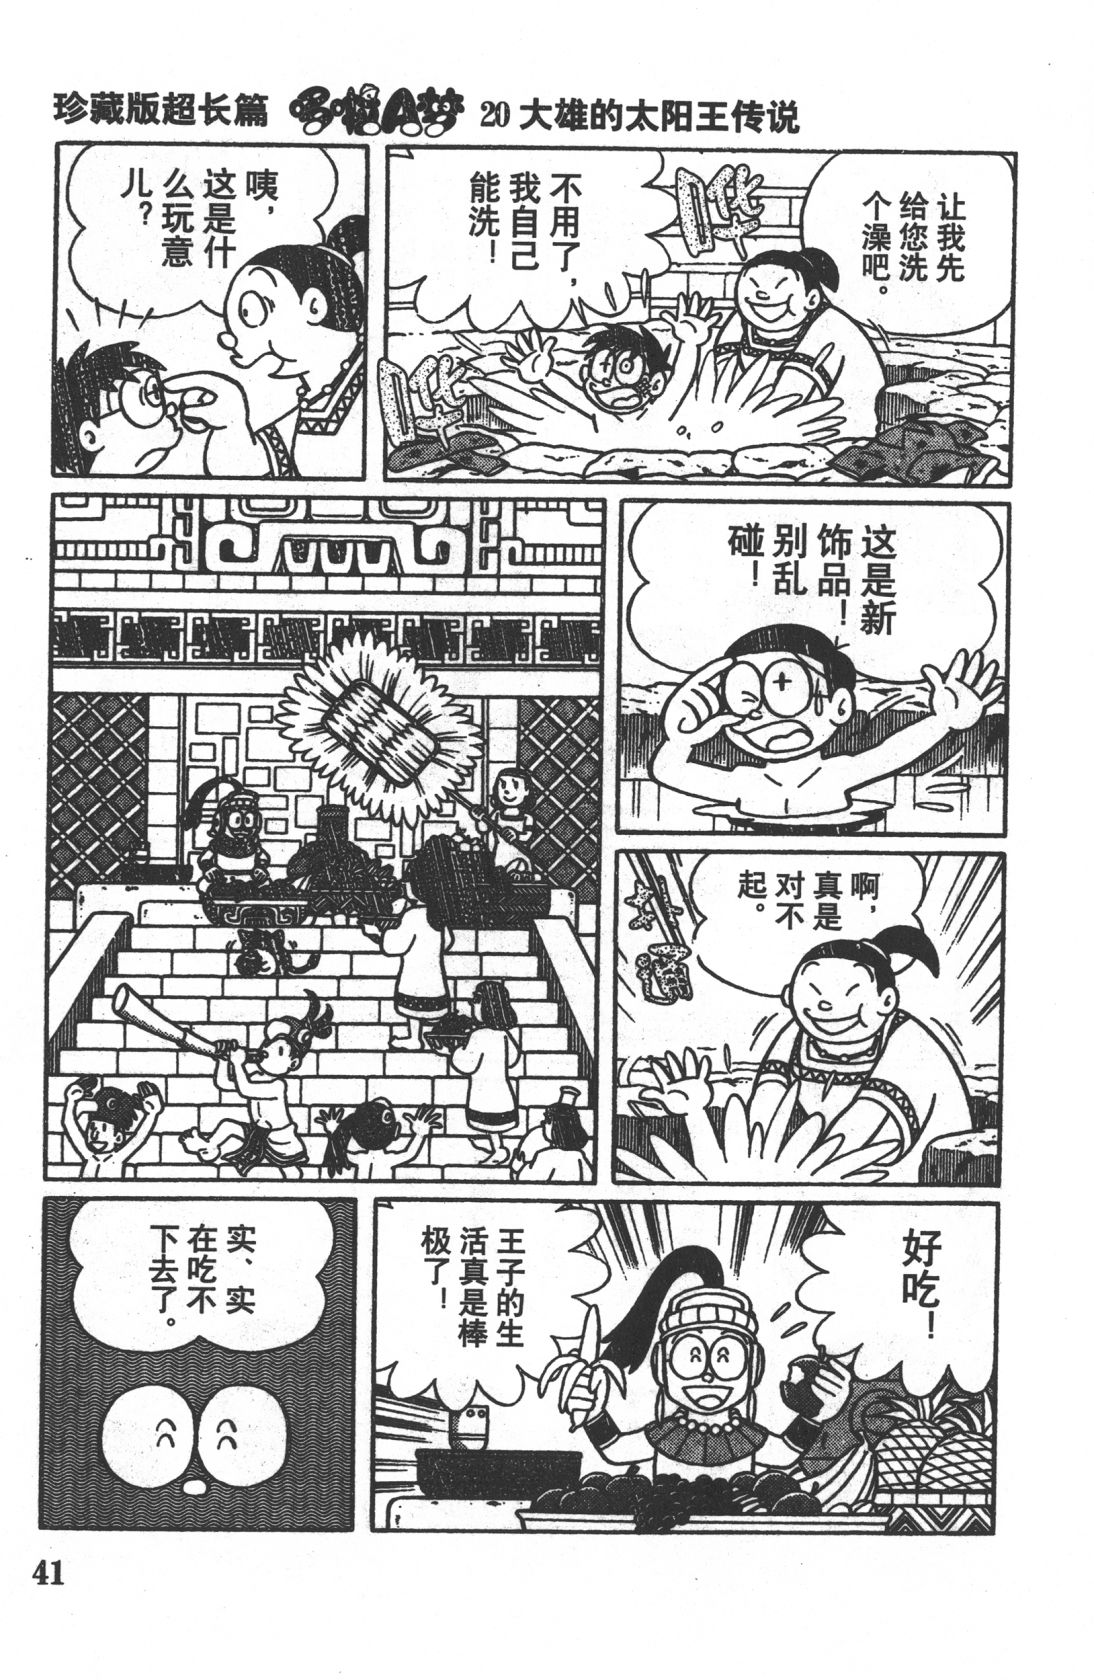 珍藏版超长篇 哆啦A梦 20 大雄的太阳王传说
让我先
给您洗
个澡吧。
哗
不用了，
我自己
能洗！
哗
咦，
这是什
么玩意
儿？
这是新
饰品！
别乱
碰！
啊，
真是
对不
起。
扑通
好吃！
王子的生
活真是棒
极了！
实、实
在吃不
下去了。
41